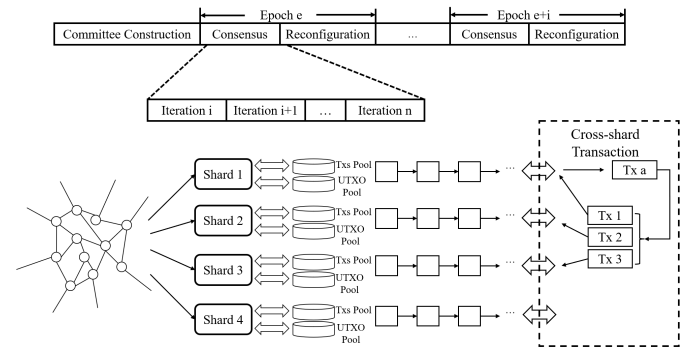 Epoch e
Epoch e+i
Committee Construction
Consensus
Reconfiguration
...
Consensus
Reconfiguration
Iteration i
Iteration i+1
...
Iteration n
Cross-shard
Transaction
Shard 1
Txs Pool
UTXO
Pool
...
Tx a
Shard 2
Txs Pool
UTXO
Pool
...
Tx 1
Tx 2
Tx 3
Shard 3
Txs Pool
UTXO
Pool
...
Shard 4
Txs Pool
UTXO
Pool
...